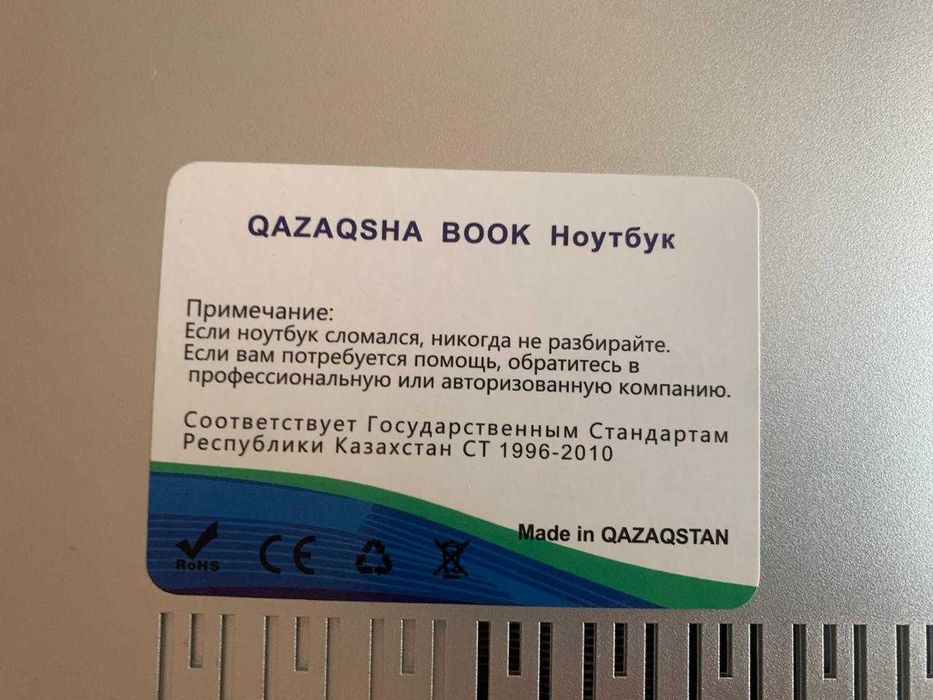 QAZAQSHA BOOK Ноутбук
Примечание:
Если ноутбук сломался, никогда не разбирайте.
Если вам потребуется помощь, обратитесь в
профессиональную или авторизованную компанию.
Соответствует Государственным Стандартам
Республики Казахстан СТ 1996-2010
Made in QAZAQSTAN
RoHS CE